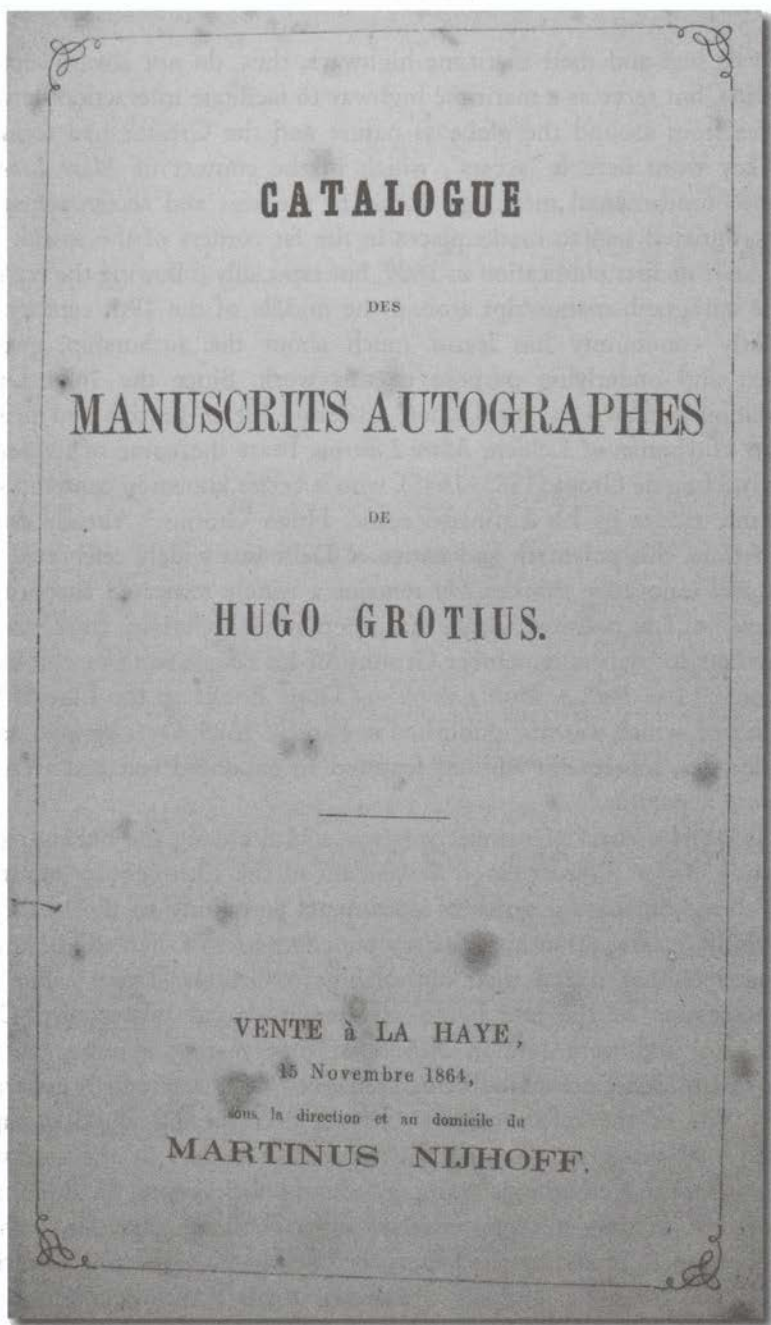 CATALOGUE
DES
MANUSCRITS AUTOGRAPHES
DE
HUGO GROTIUS.
VENTE à LA HAYE,
15 Novembre 1864,
sous la direction et au domicile de
MARTINUS NIJHOFF.